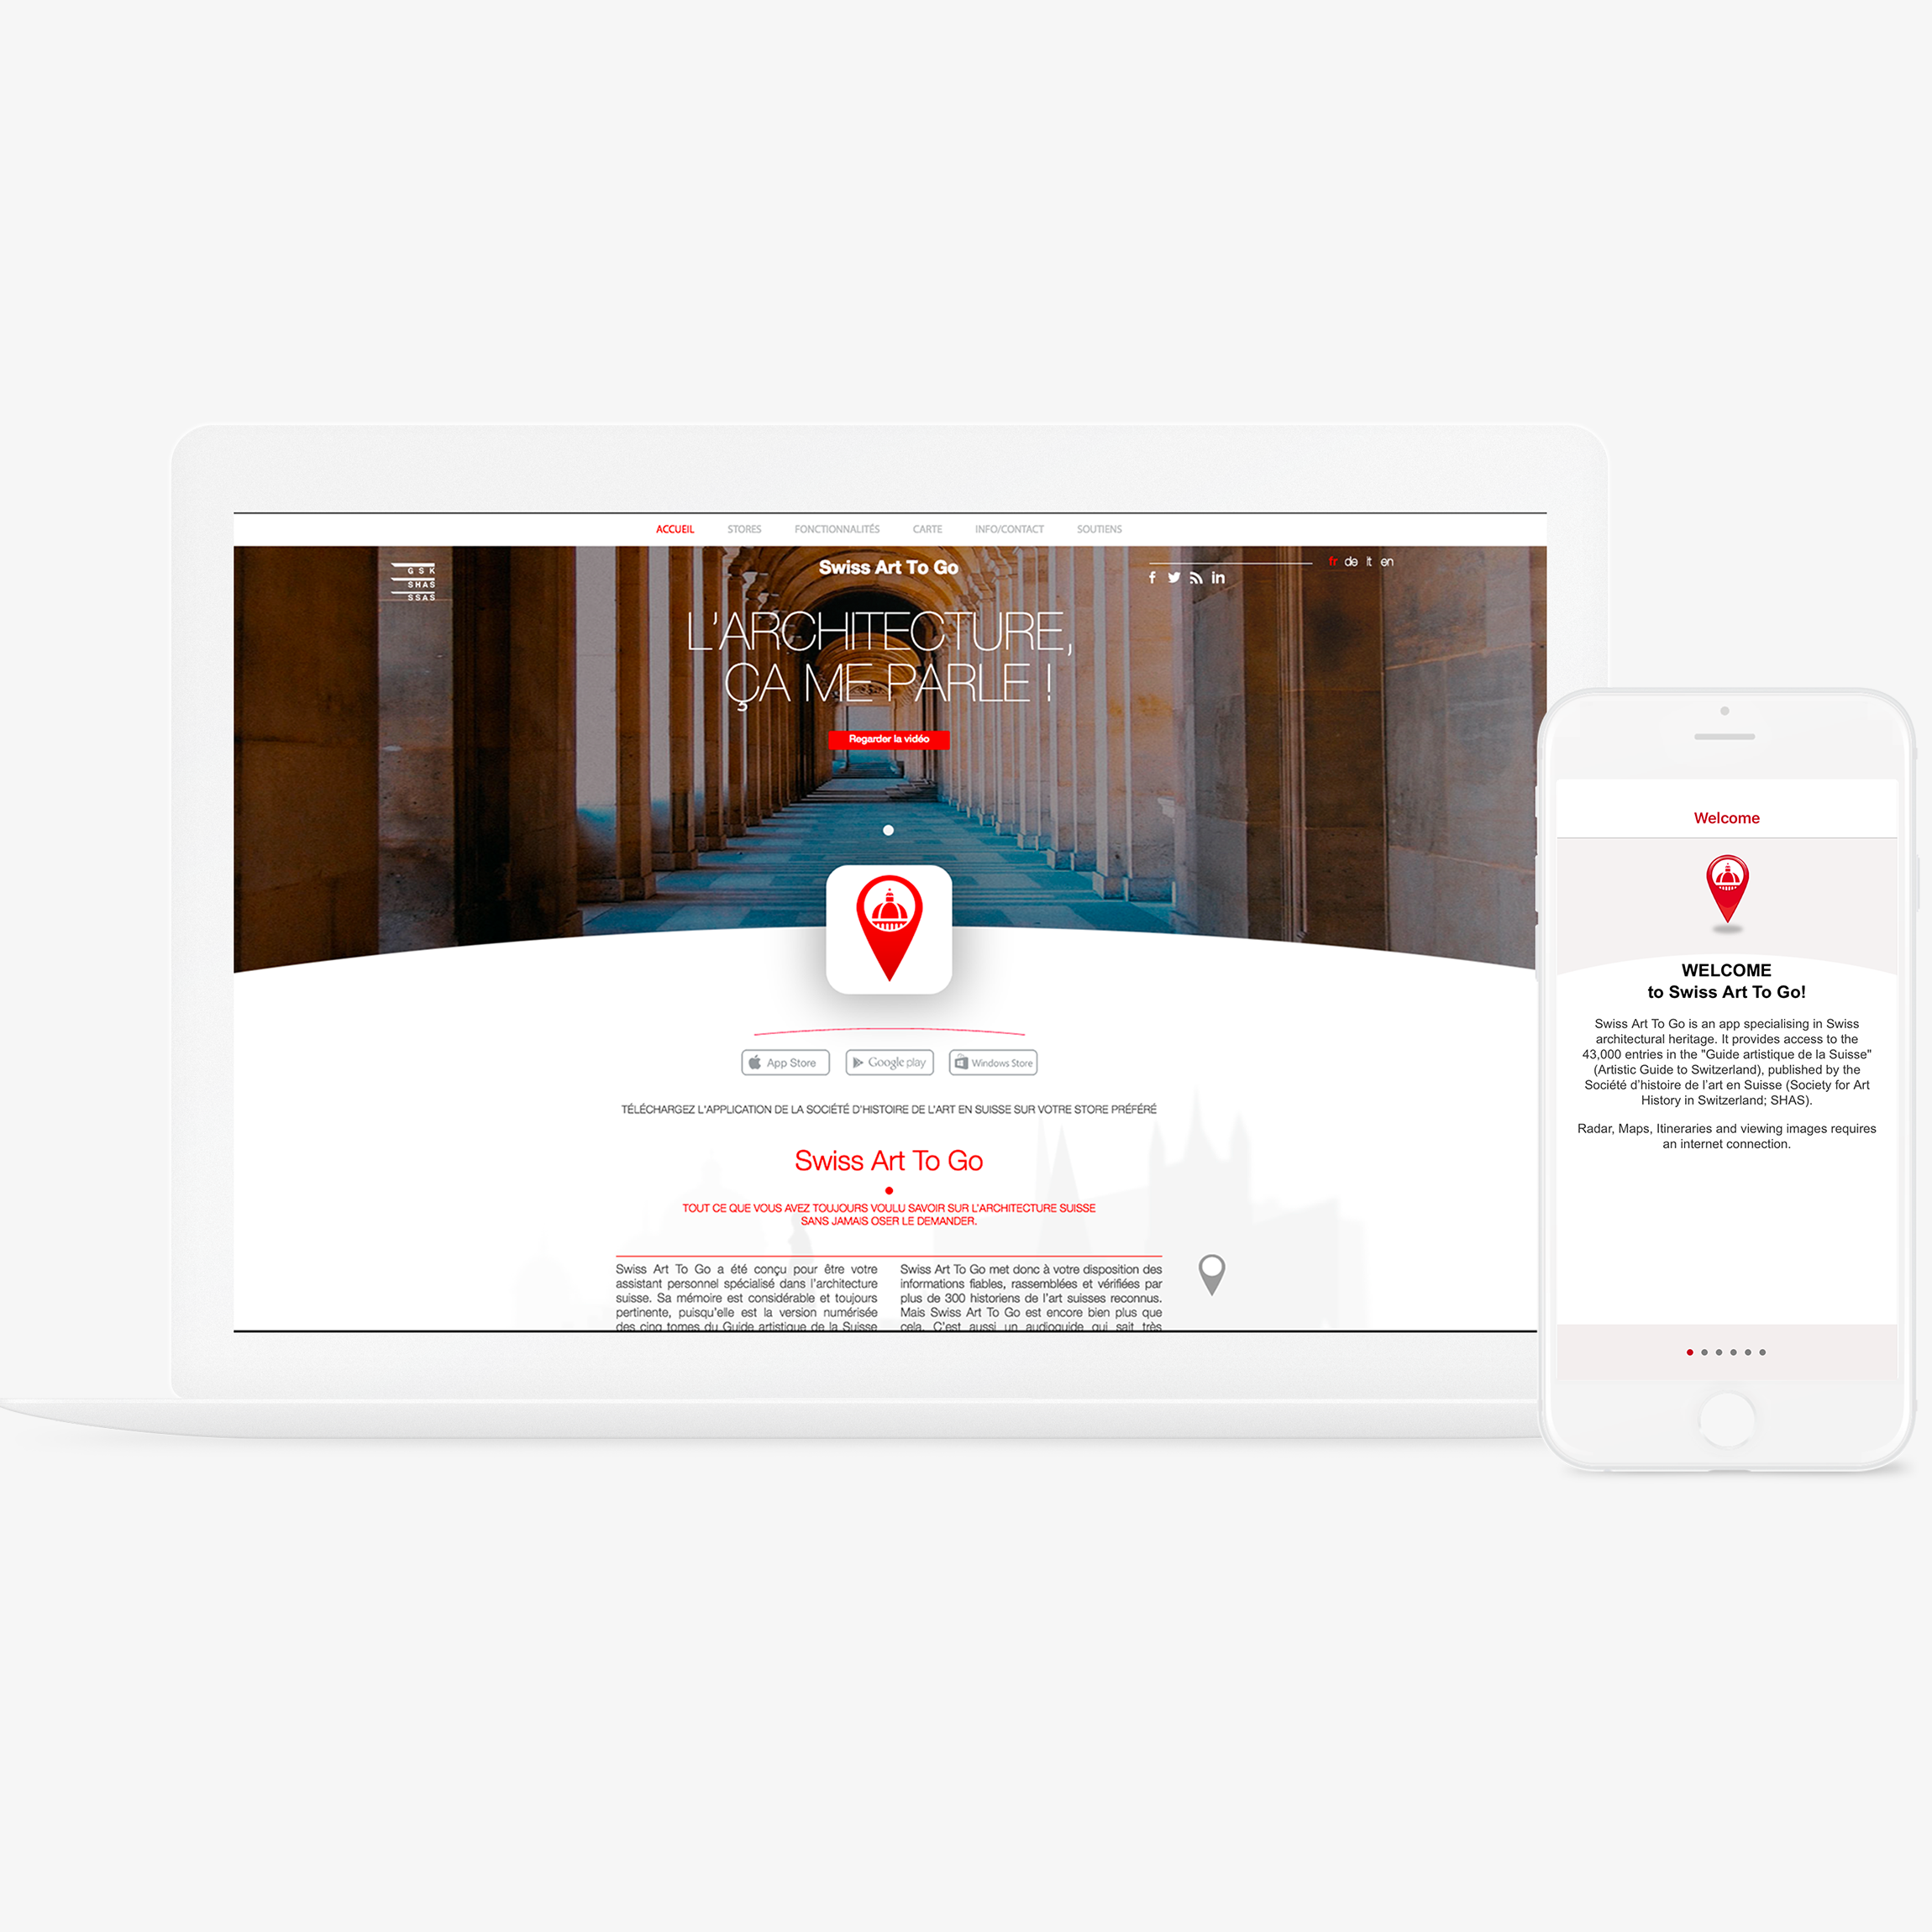 ACCUEIL STORES FONCTIONNALITÉS CARTE INFO/CONTACT SOUTIENS
G S K
SHAS
SSAS
Swiss Art To Go
fr de it en
L'ARCHITECTURE,
ÇA ME PARLE !
Regarder la vidéo
App Store Google play Windows Store
TÉLÉCHARGEZ L'APPLICATION DE LA SOCIÉTÉ D'HISTOIRE DE L'ART EN SUISSE SUR VOTRE STORE PRÉFÉRÉ
Swiss Art To Go
TOUT CE QUE VOUS AVEZ TOUJOURS VOULU SAVOIR SUR L'ARCHITECTURE SUISSE
SANS JAMAIS OSER LE DEMANDER.
Swiss Art To Go a été conçu pour être votre
assistant personnel spécialisé dans l'architecture
suisse. Sa mémoire est considérable et toujours
pertinente, puisqu'elle est la version numérisée
des cinq tomes du Guide artistique de la Suisse
Swiss Art To Go met donc à votre disposition des
informations fiables, rassemblées et vérifiées par
plus de 300 historiens de l'art suisses reconnus.
Mais Swiss Art To Go est encore bien plus que
cela. C'est aussi un audioguide qui sait très
Welcome
WELCOME
to Swiss Art To Go!
Swiss Art To Go is an app specialising in Swiss
architectural heritage. It provides access to the
43,000 entries in the "Guide artistique de la Suisse"
(Artistic Guide to Switzerland), published by the
Société d'histoire de l'art en Suisse (Society for Art
History in Switzerland; SHAS).
Radar, Maps, Itineraries and viewing images requires
an internet connection.